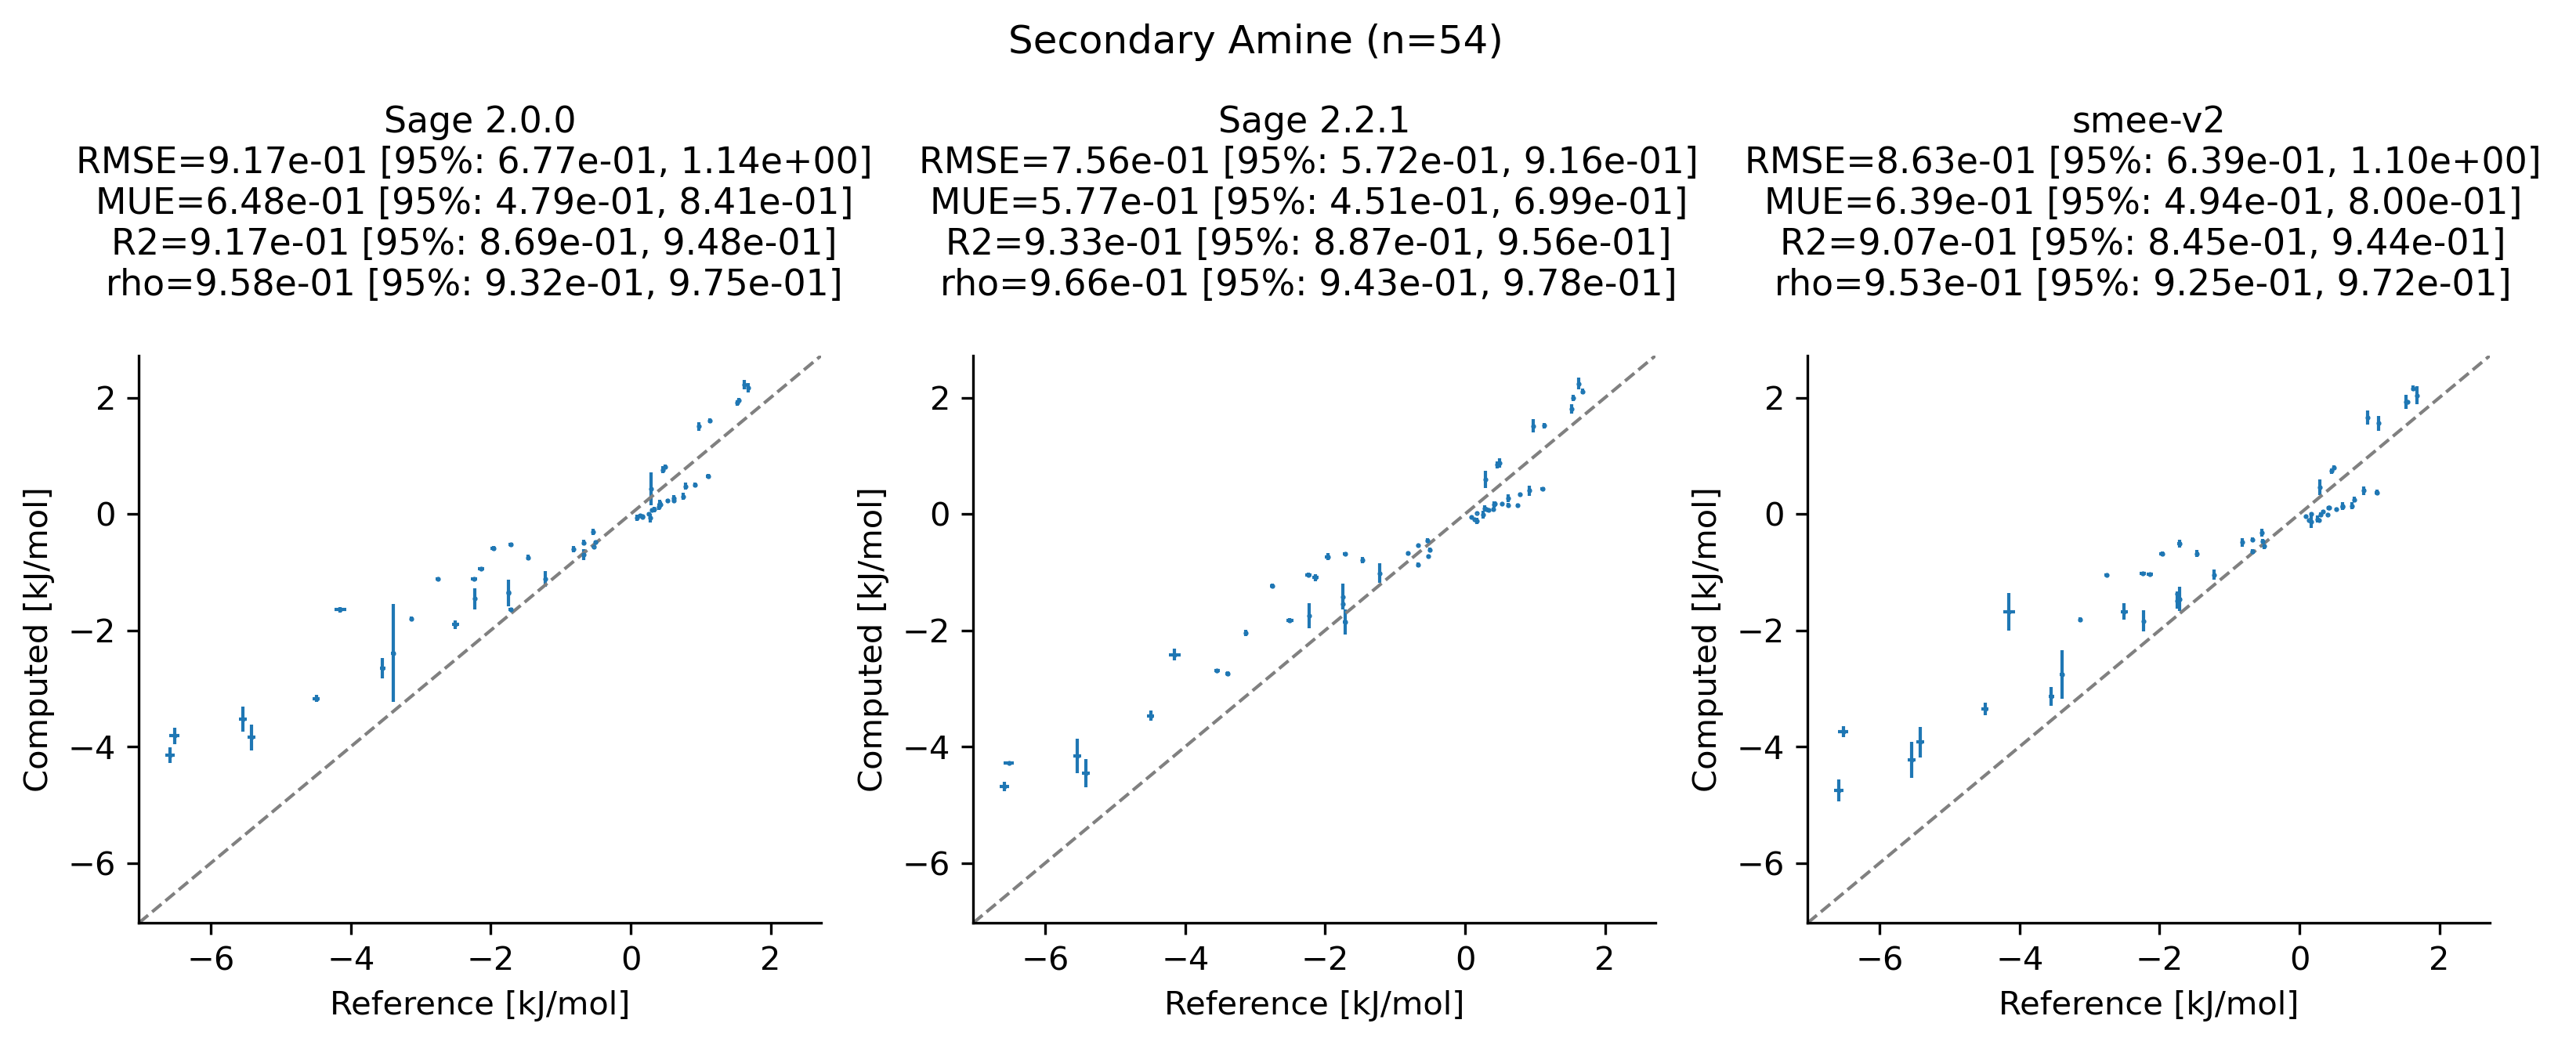 Secondary Amine (n=54)
Sage 2.0.0
RMSE=9.17e-01 [95%: 6.77e-01, 1.14e+00]
MUE=6.48e-01 [95%: 4.79e-01, 8.41e-01]
R2=9.17e-01 [95%: 8.69e-01, 9.48e-01]
rho=9.58e-01 [95%: 9.32e-01, 9.75e-01]
2
0
−2
−4
−6
Computed [kJ/mol]
−6 −4 −2 0 2
Reference [kJ/mol]
Sage 2.2.1
RMSE=7.56e-01 [95%: 5.72e-01, 9.16e-01]
MUE=5.77e-01 [95%: 4.51e-01, 6.99e-01]
R2=9.33e-01 [95%: 8.87e-01, 9.56e-01]
rho=9.66e-01 [95%: 9.43e-01, 9.78e-01]
2
0
−2
−4
−6
Computed [kJ/mol]
−6 −4 −2 0 2
Reference [kJ/mol]
smee-v2
RMSE=8.63e-01 [95%: 6.39e-01, 1.10e+00]
MUE=6.39e-01 [95%: 4.94e-01, 8.00e-01]
R2=9.07e-01 [95%: 8.45e-01, 9.44e-01]
rho=9.53e-01 [95%: 9.25e-01, 9.72e-01]
2
0
−2
−4
−6
Computed [kJ/mol]
−6 −4 −2 0 2
Reference [kJ/mol]